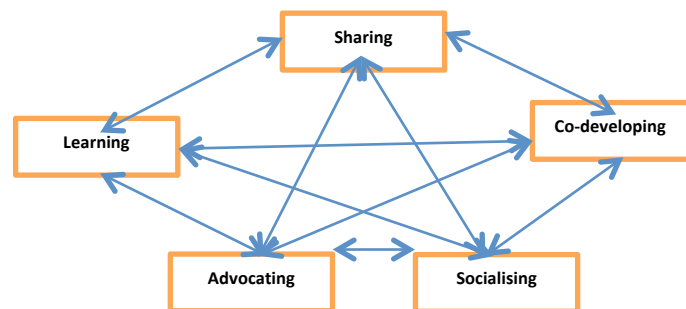 Sharing
Learning
Co-developing
Advocating
Socialising